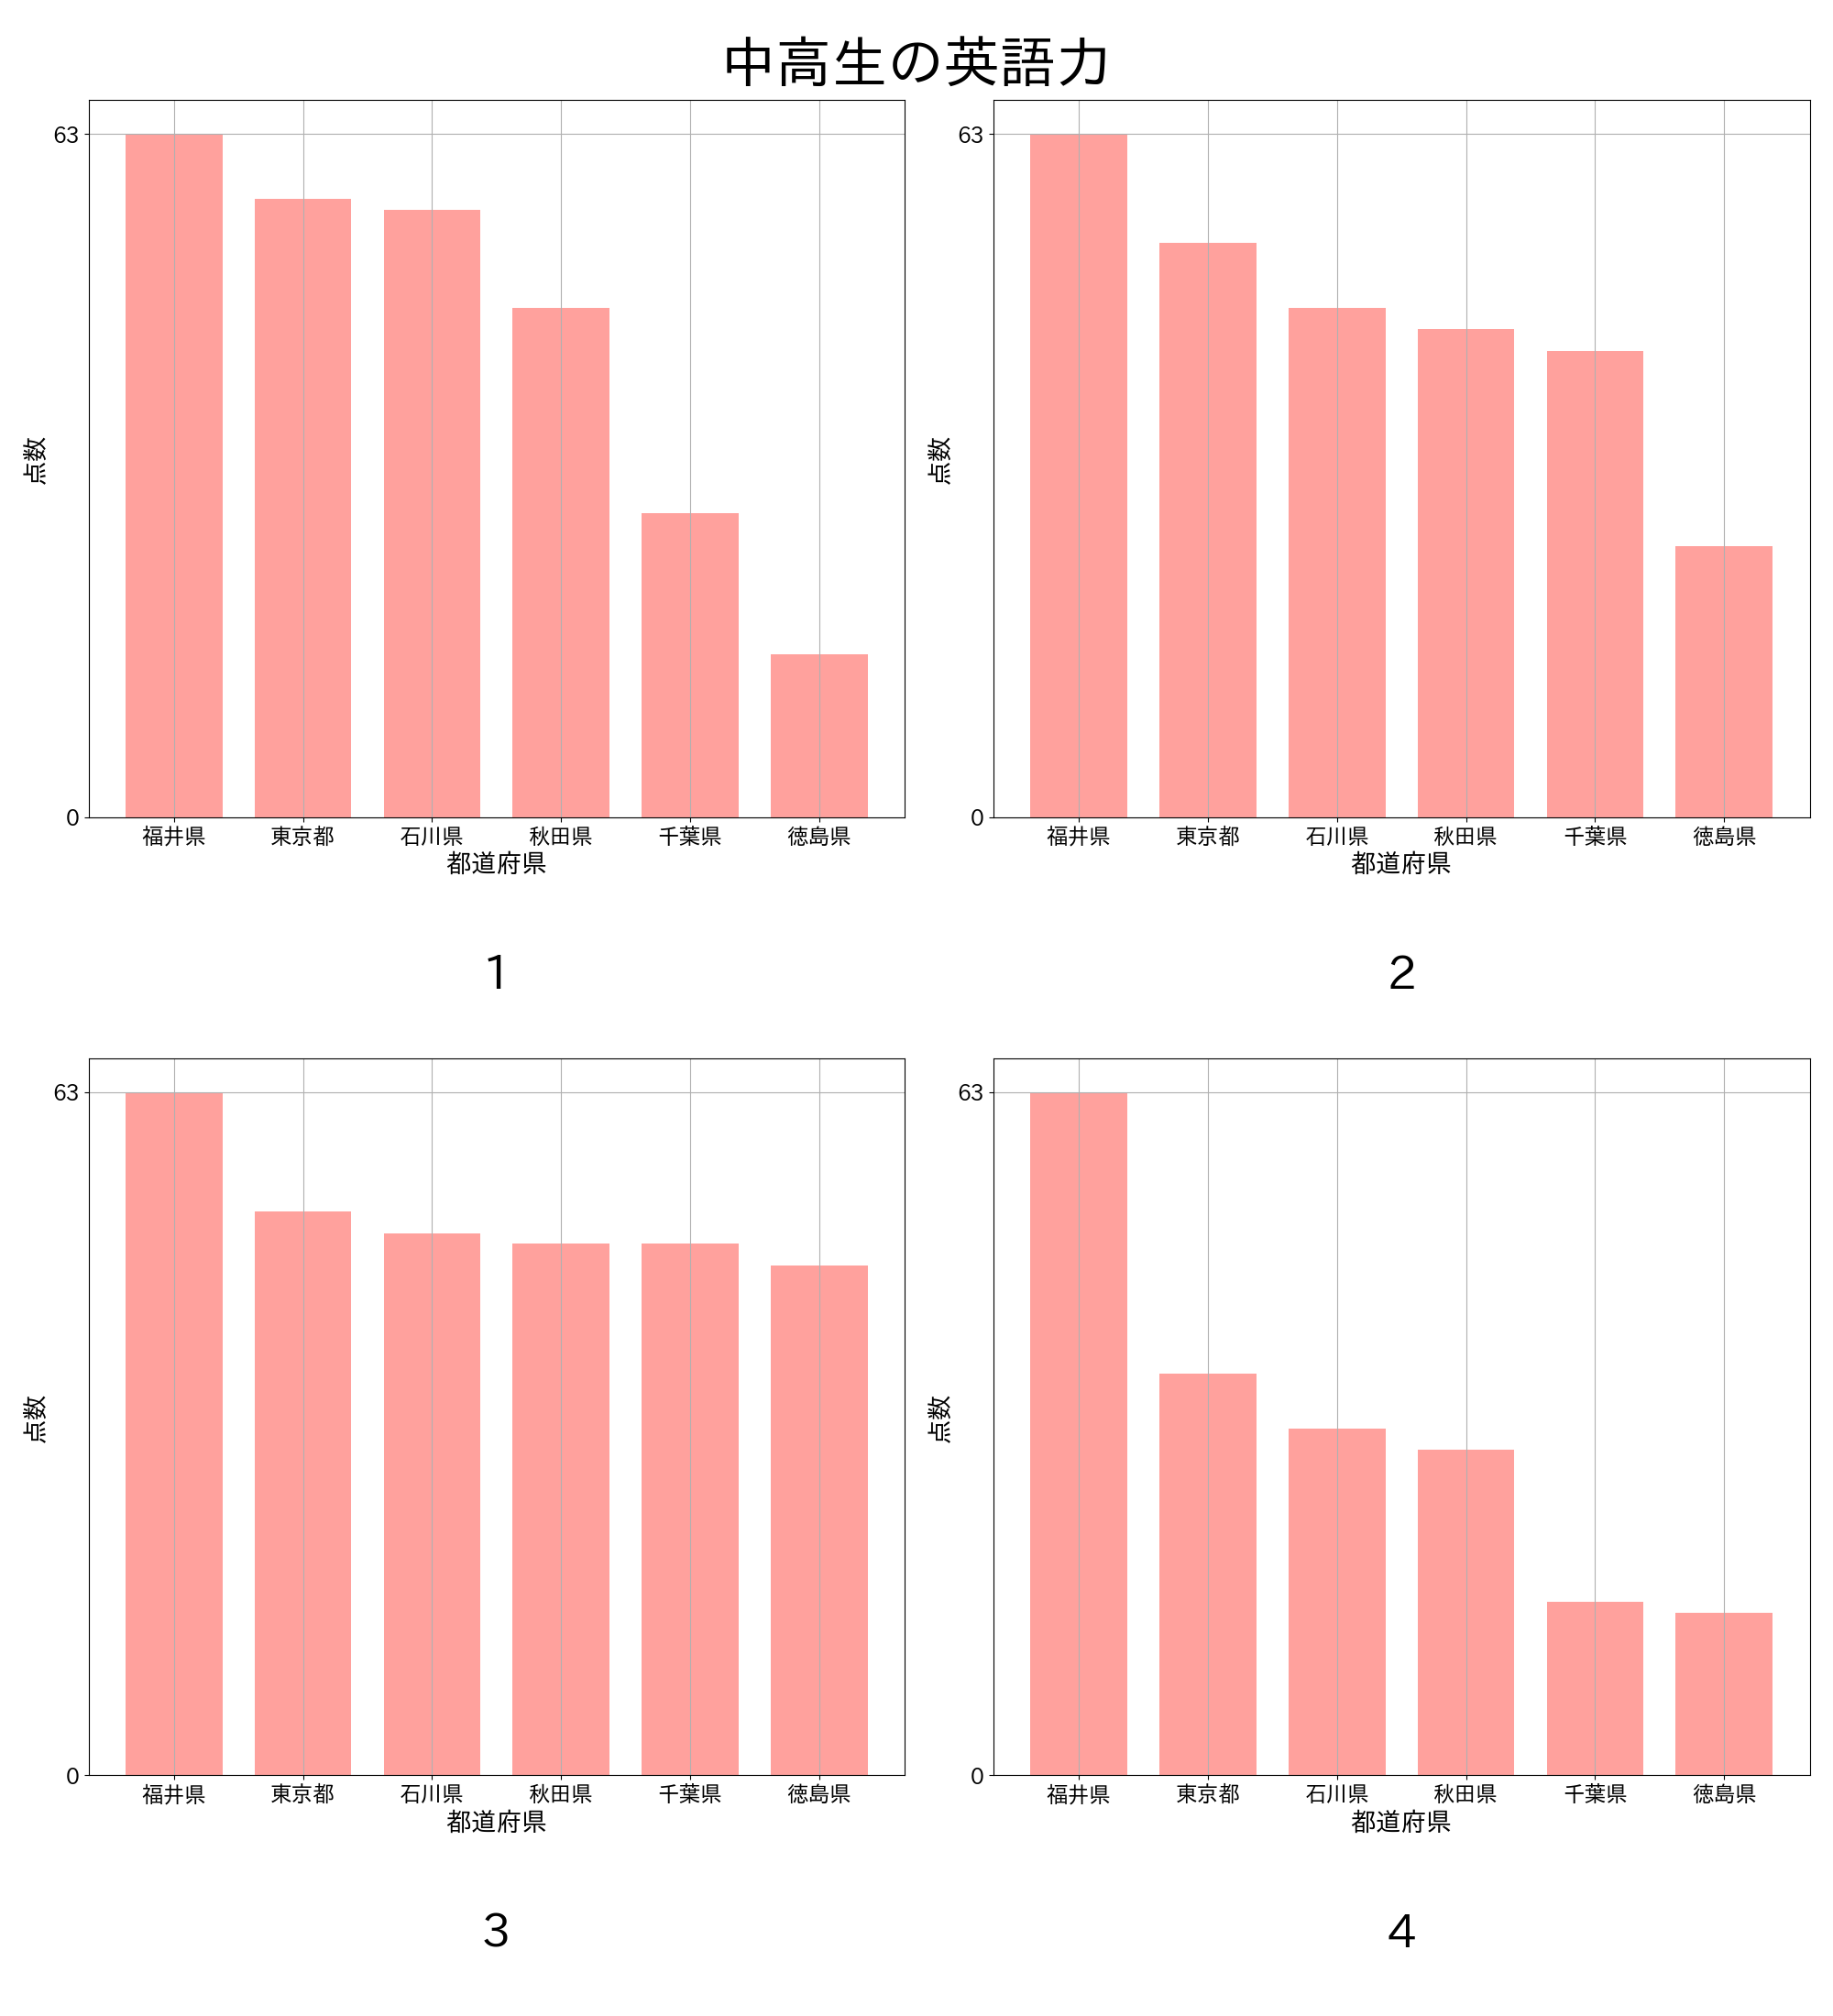 中高生の英語力
63
点数
0
福井県 東京都 石川県 秋田県 千葉県 徳島県
都道府県
1
63
点数
0
福井県 東京都 石川県 秋田県 千葉県 徳島県
都道府県
2
63
点数
0
福井県 東京都 石川県 秋田県 千葉県 徳島県
都道府県
3
63
点数
0
福井県 東京都 石川県 秋田県 千葉県 徳島県
都道府県
4